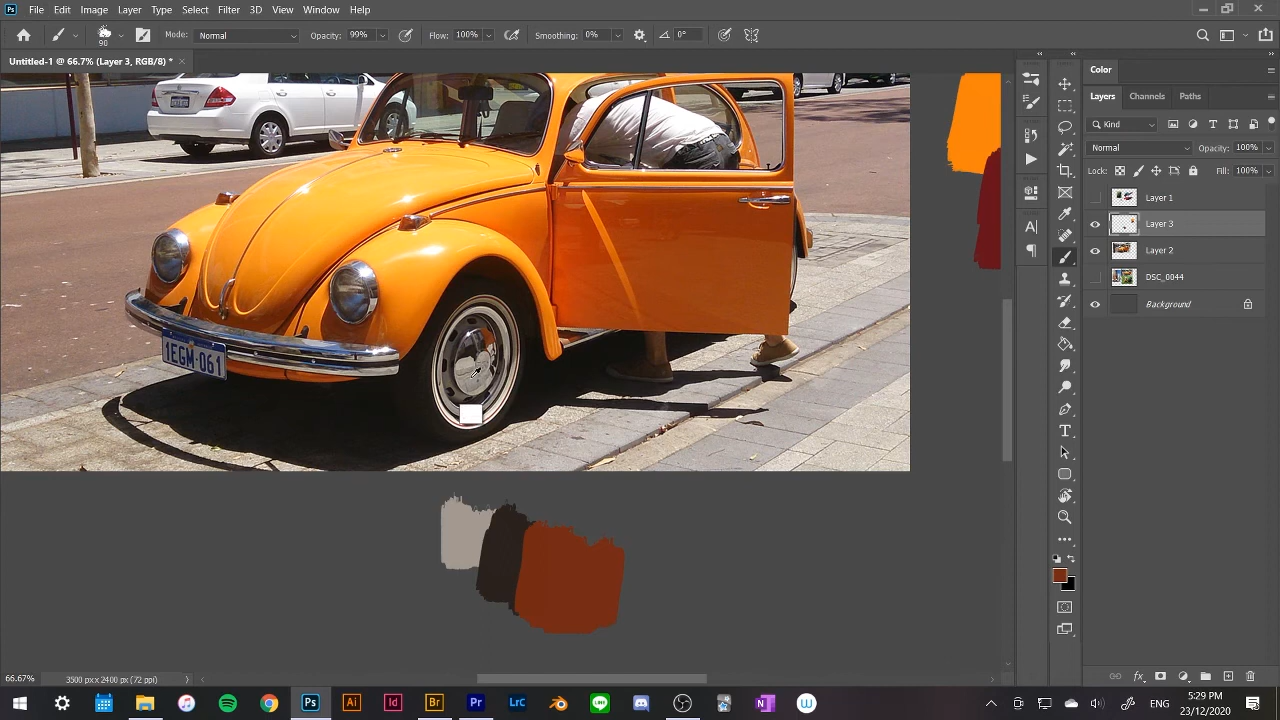 Ps File Edit Image Layer Type Select Filter 3D View Window Help
90 Mode: Normal Opacity: 99% Flow: 100% Smoothing: 0% 0°
Untitled-1 @ 66.7% (Layer 3, RGB/8) * ×
Color
Layers Channels Paths
Kind
Normal Opacity: 100%
Lock: Fill: 100%
Layer 1
Layer 3
Layer 2
DSC_0044
Background
1EGM·061
66.67% 3500 px x 2400 px (72 ppi)
Ps Ai Id Br Pr LrC LINE N W ENG
5:29 PM
23/12/2020